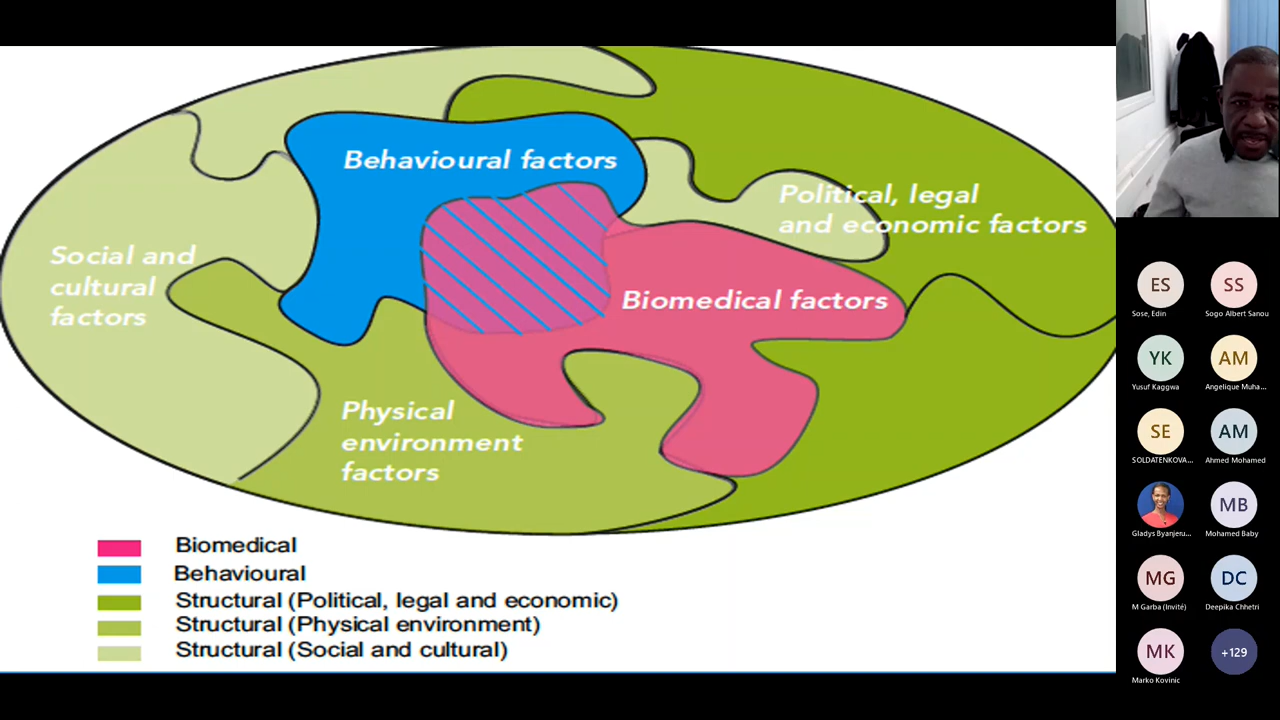 Behavioural factors
Political, legal
and economic factors
Social and
cultural
factors
Biomedical factors
Physical
environment
factors
Biomedical
Behavioural
Structural (Political, legal and economic)
Structural (Physical environment)
Structural (Social and cultural)
ES
Sose, Edin
SS
Sogo Albert Sanou
YK
Yusuf Kaggwa
AM
Angelique Muha...
SE
SOLDATENKOVA...
AM
Ahmed Mohamed
Gladys Byanjeru...
MB
Mohamed Baby
MG
M Garba (Invité)
DC
Deepika Chhetri
MK
Marko Kovinic
+129